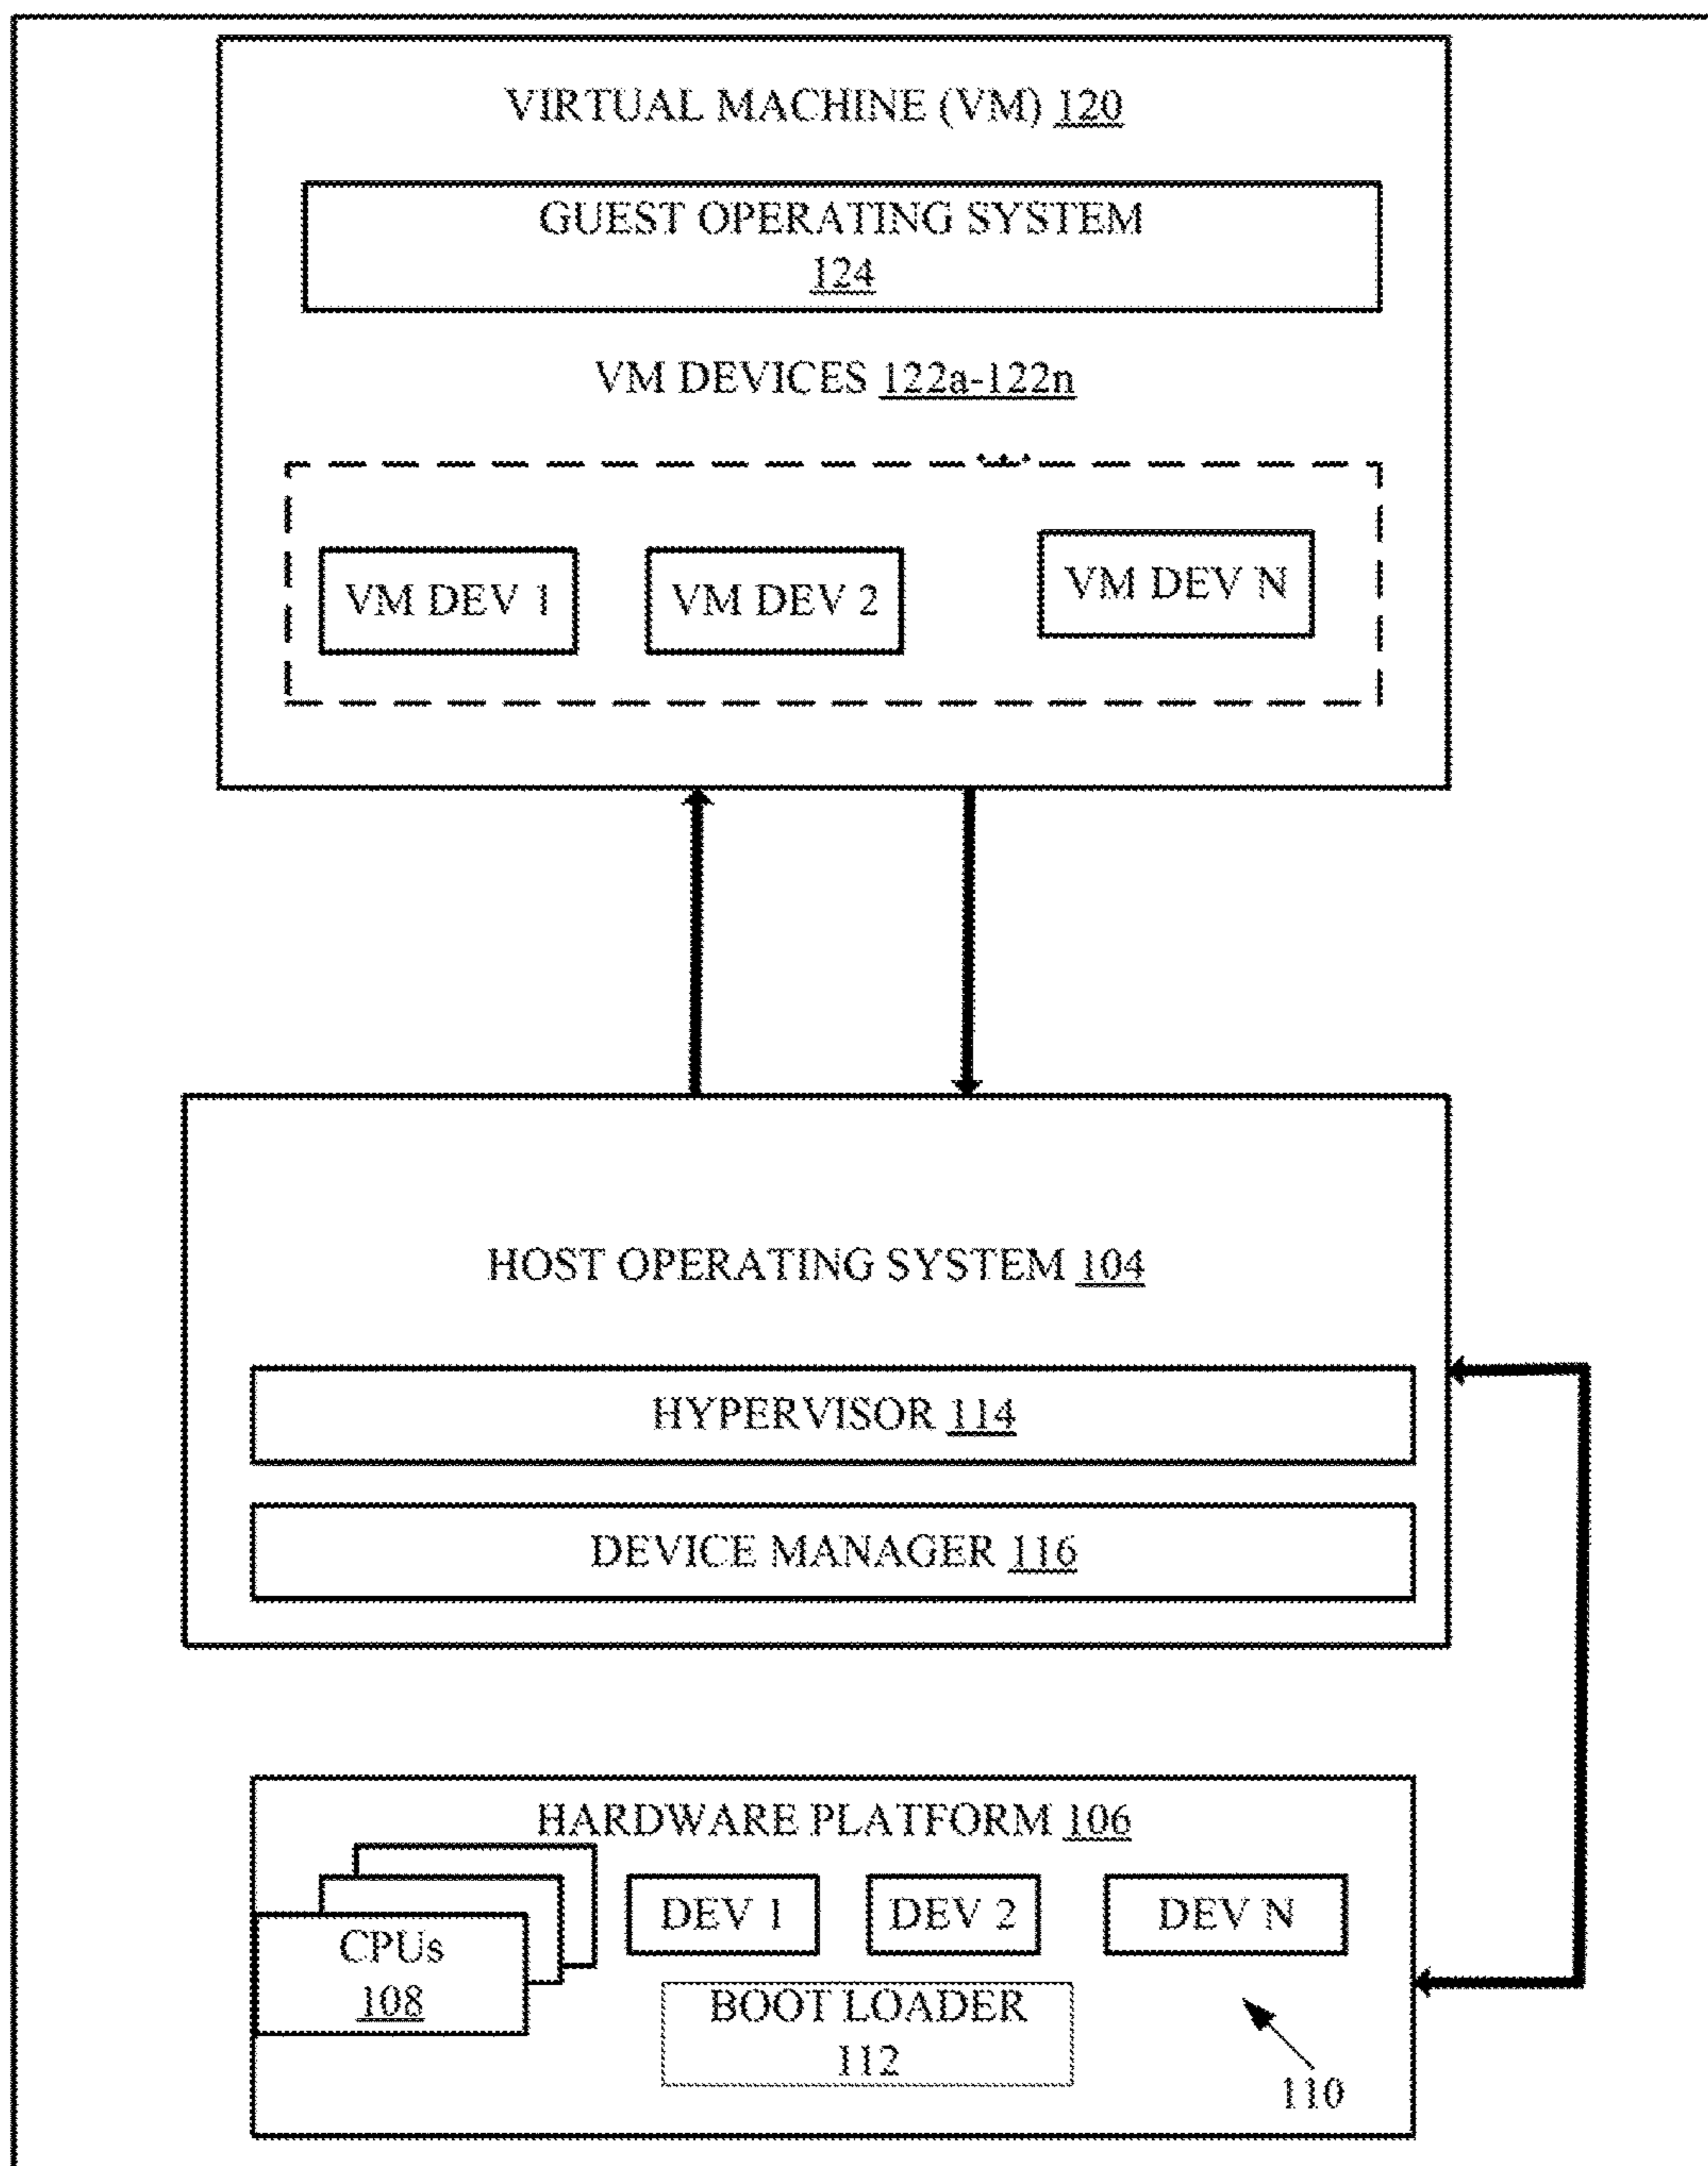 VIRTUAL MACHINE (VM) 120
GUEST OPERATING SYSTEM
124
VM DEVICES 122a-122n
...
VM DEV 1
VM DEV 2
VM DEV N
HOST OPERATING SYSTEM 104
HYPERVISOR 114
DEVICE MANAGER 116
HARDWARE PLATFORM 106
CPUs
108
DEV 1
DEV 2
DEV N
BOOT LOADER
112
110